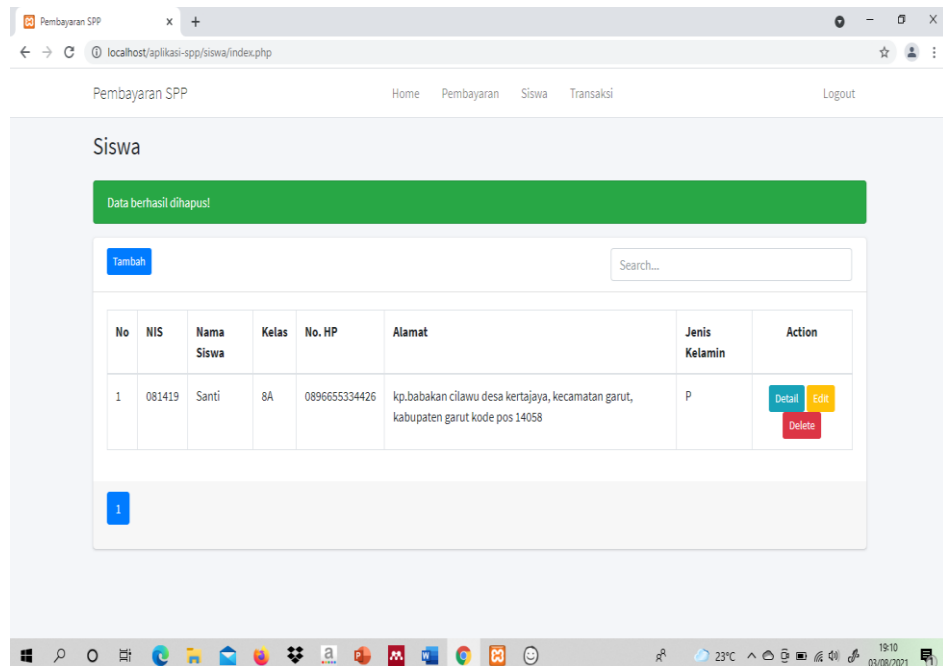 Pembayaran SPP
localhost/aplikasi-spp/siswa/index.php
Pembayaran SPP Home Pembayaran Siswa Transaksi Logout
Siswa
Data berhasil dihapus!
Tambah Search...
No NIS Nama Siswa Kelas No. HP Alamat Jenis Kelamin Action
1 081419 Santi 8A 0896655334426 kp.babakan cilawu desa kertajaya, kecamatan garut, P Detail Edit
kabupaten garut kode pos 14058 Delete
1
23°C 19:10
03/08/2021